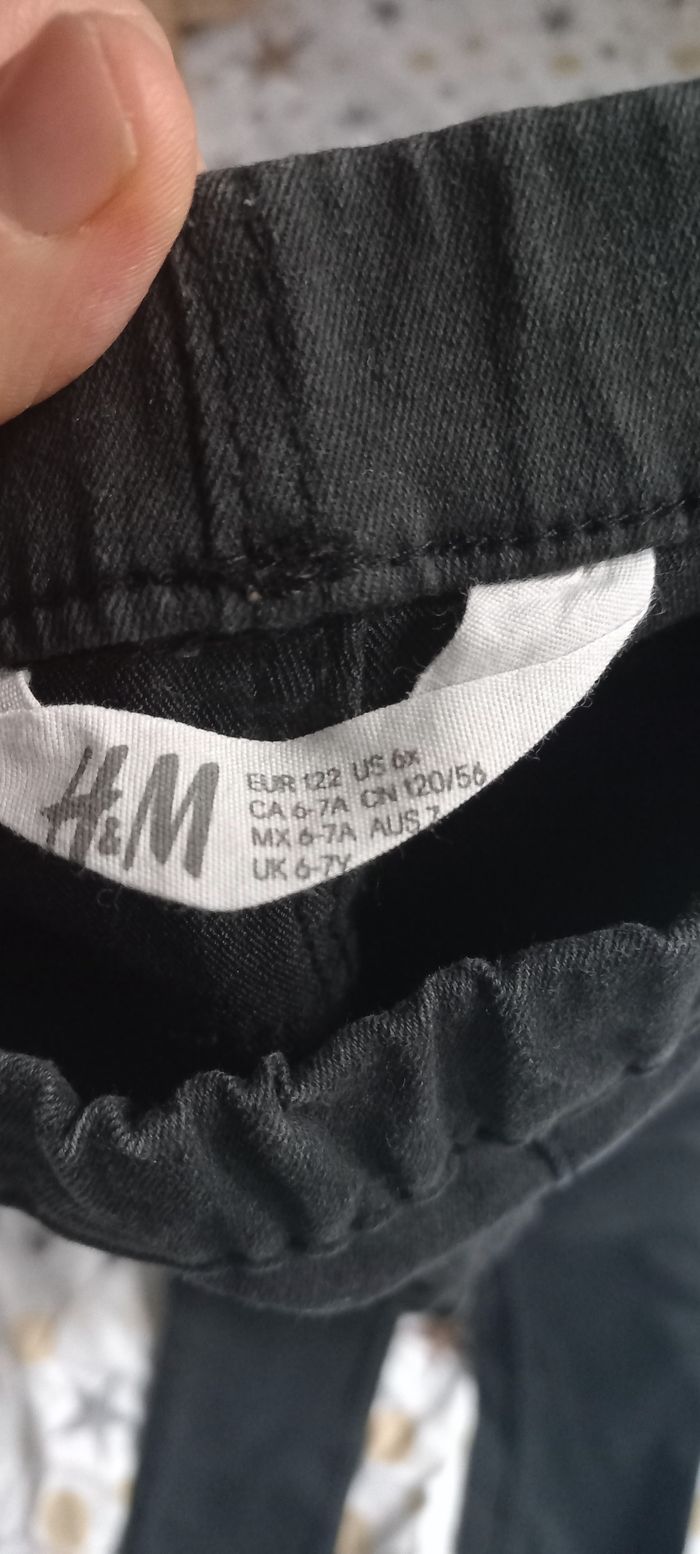 H&M
EUR 122 US 6X
CA 6-7A CN 120/56
MX 6-7A AUS 7
UK 6-7Y